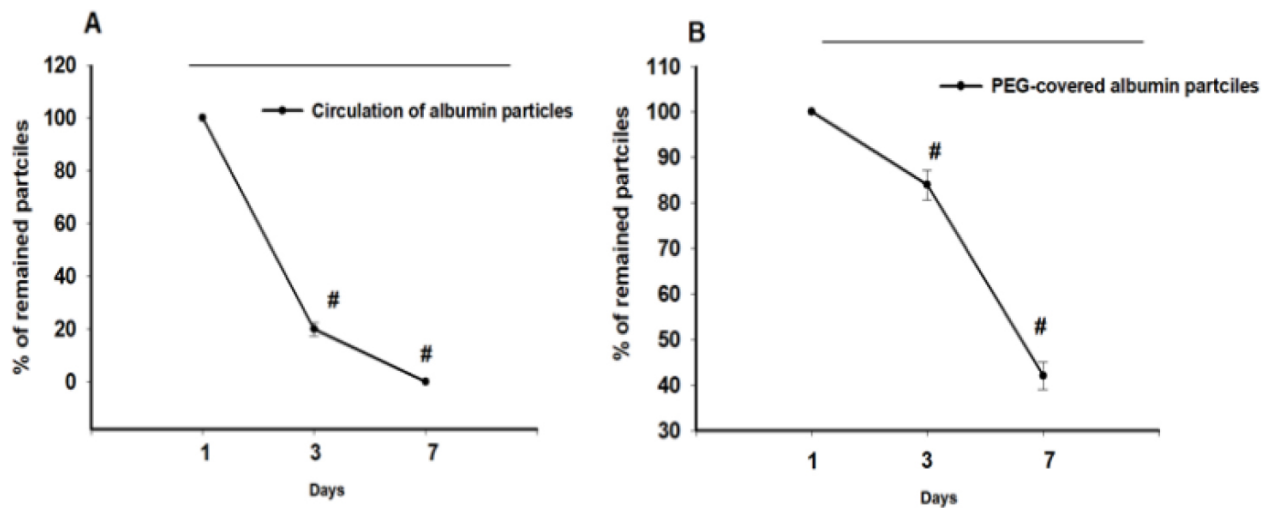 A
120
100
80
60
40
20
0
% of remained partciles
Circulation of albumin particles
#
#
1 3 7
Days
B
110
100
90
80
70
60
50
40
30
% of remained partciles
PEG-covered albumin partciles
#
#
1 3 7
Days